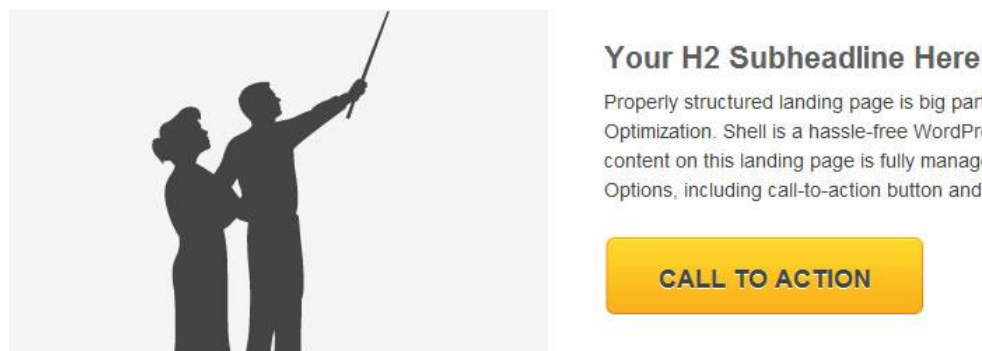 Your H2 Subheadline Here
Properly structured landing page is big
Optimization. Shell is a hassle-free
content on this landing page is fully
Options, including call-to-action button and
CALL TO ACTION